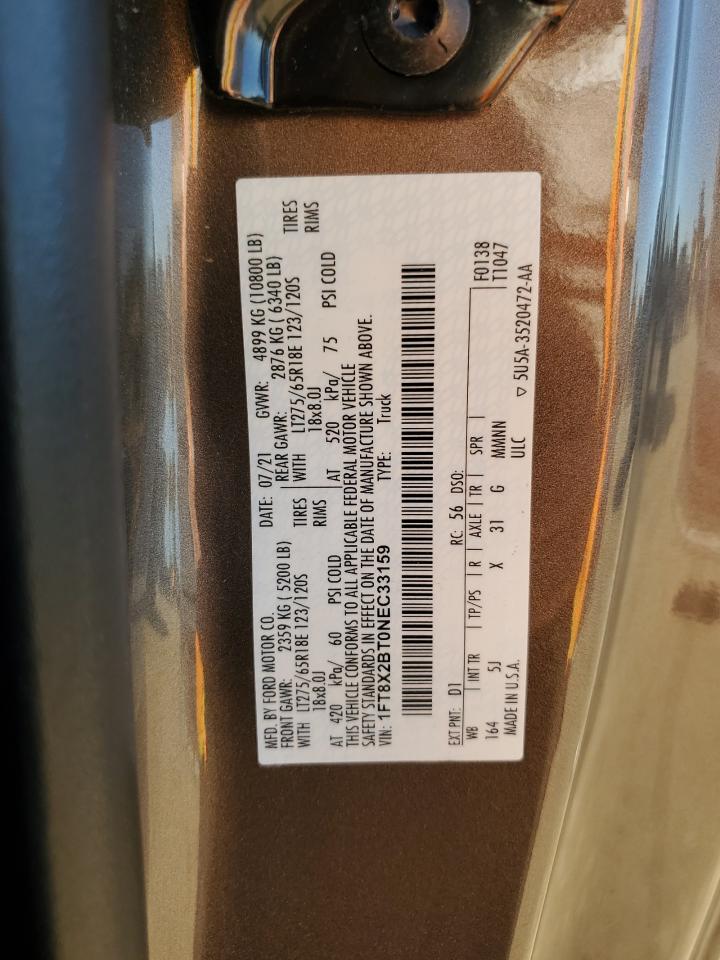 MFD. BY FORD MOTOR CO. DATE: 07/21 GVWR: 4899 KG (10800 LB)
FRONT GAWR: 2359 KG ( 5200 LB) REAR GAWR: 2876 KG ( 6340 LB)
WITH LT275/65R18E 123/120S TIRES WITH LT275/65R18E 123/120S TIRES
18x8.0J RIMS 18x8.0J RIMS
AT 420 kPa/ 60 PSI COLD AT 520 kPa/ 75 PSI COLD
THIS VEHICLE CONFORMS TO ALL APPLICABLE FEDERAL MOTOR VEHICLE
SAFETY STANDARDS IN EFFECT ON THE DATE OF MANUFACTURE SHOWN ABOVE.
VIN: 1FT8X2BT0NEC33159 TYPE: Truck
EXT PNT: D1 RC: 56 DSO: F0138
WB INT TR TP/PS R AXLE TR SPR T1047
164 5J X 31 G MMNN
MADE IN U.S.A. ULC ▽ 5U5A-3520472-AA